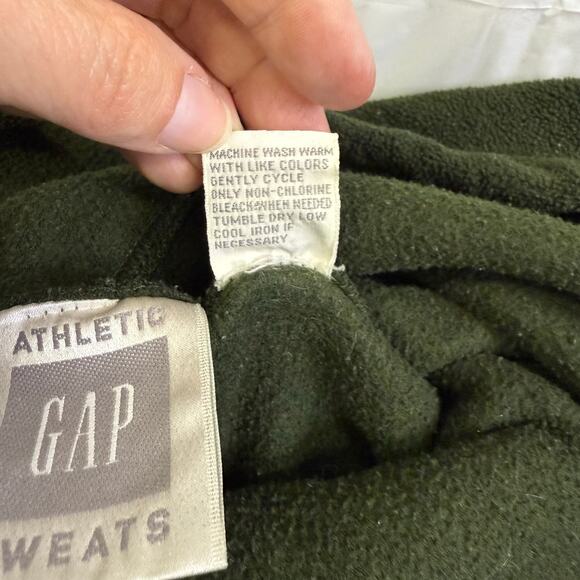 MACHINE WASH WARM
WITH LIKE COLORS
GENTLY CYCLE
ONLY NON-CHLORINE
BLEACH WHEN NEEDED
TUMBLE DRY LOW
COOL IRON IF
NECESSARY
ATHLETIC
GAP
WEATS